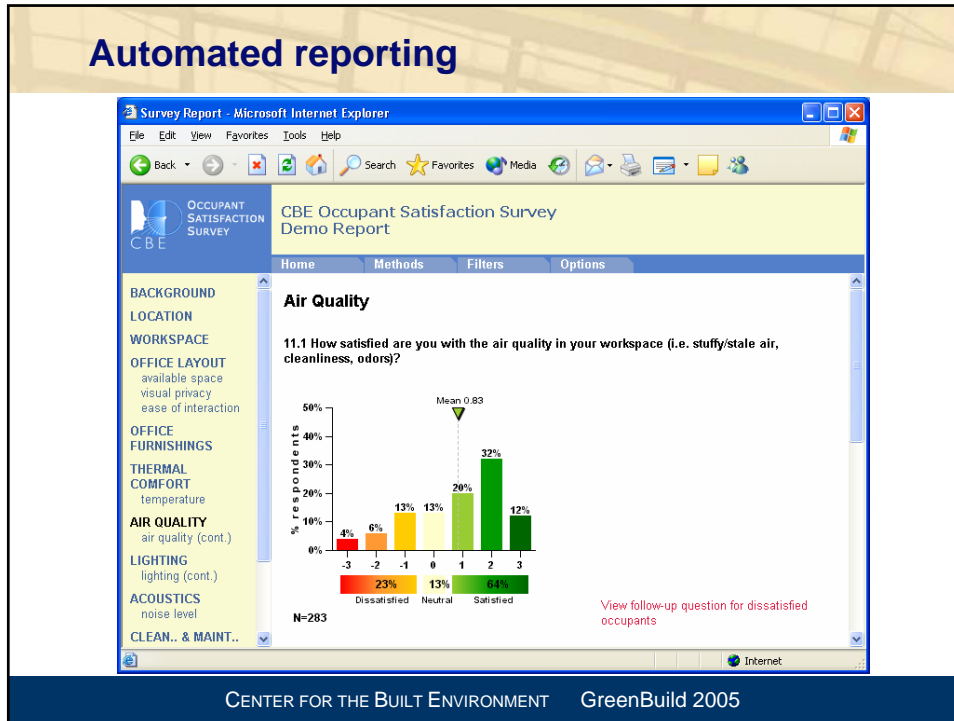 Automated reporting
Survey Report - Microsoft Internet Explorer
File Edit View Favorites Tools Help
Back Search Favorites Media
OCCUPANT
SATISFACTION
SURVEY
CBE
CBE Occupant Satisfaction Survey
Demo Report
Home Methods Filters Options
BACKGROUND
LOCATION
WORKSPACE
OFFICE LAYOUT
available space
visual privacy
ease of interaction
OFFICE
FURNISHINGS
THERMAL
COMFORT
temperature
AIR QUALITY
air quality (cont.)
LIGHTING
lighting (cont.)
ACOUSTICS
noise level
CLEAN.. & MAINT..
Air Quality
11.1 How satisfied are you with the air quality in your workspace (i.e. stuffy/stale air,
cleanliness, odors)?
Mean 0.83
% respondents
50%
40%
30%
20%
10%
0%
4% 6% 13% 13% 20% 32% 12%
-3 -2 -1 0 1 2 3
23% 13% 64%
Dissatisfied Neutral Satisfied
N=283
View follow-up question for dissatisfied
occupants
Internet
CENTER FOR THE BUILT ENVIRONMENT GreenBuild 2005